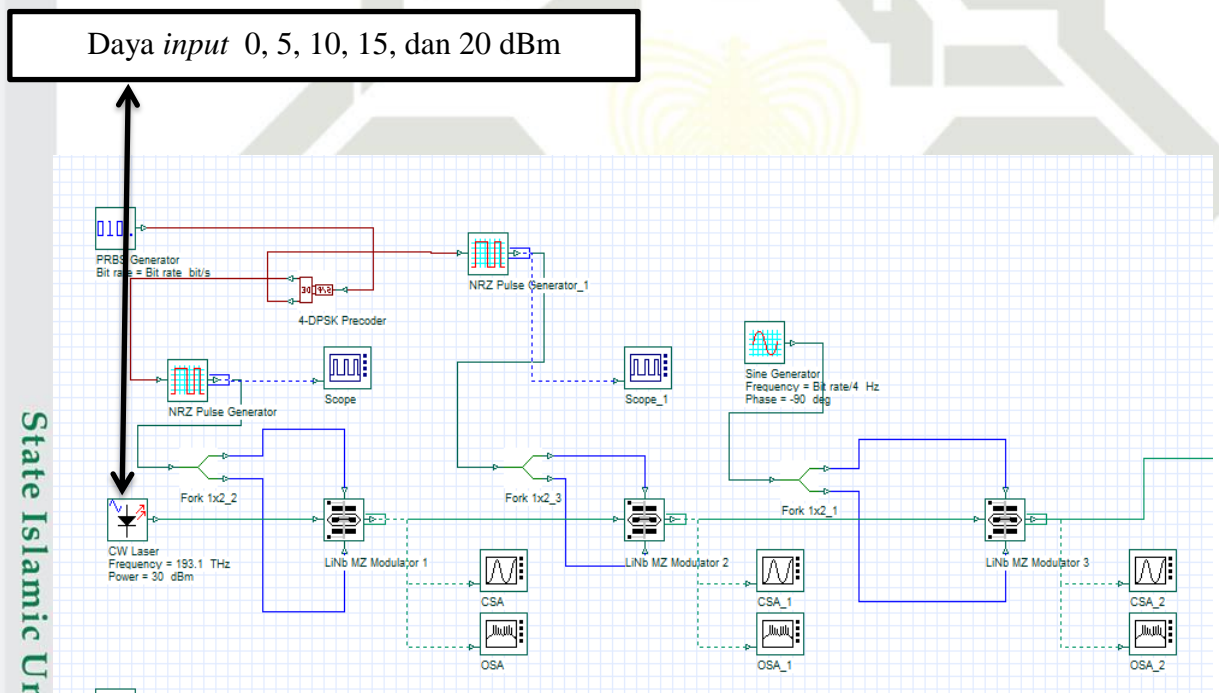 Daya input 0, 5, 10, 15, dan 20 dBm
PRBS Generator
Bit rate = Bit rate bit/s
4-DPSK Precoder
NRZ Pulse Generator_1
NRZ Pulse Generator
Scope
Scope_1
Sine Generator
Frequency = Bit rate/4 Hz
Phase = -90 deg
Fork 1x2_2
Fork 1x2_3
Fork 1x2_1
CW Laser
Frequency = 193.1 THz
Power = 30 dBm
LiNb MZ Modulator 1
LiNb MZ Modulator 2
LiNb MZ Modulator 3
CSA
CSA_1
CSA_2
OSA
OSA_1
OSA_2
State Islamic